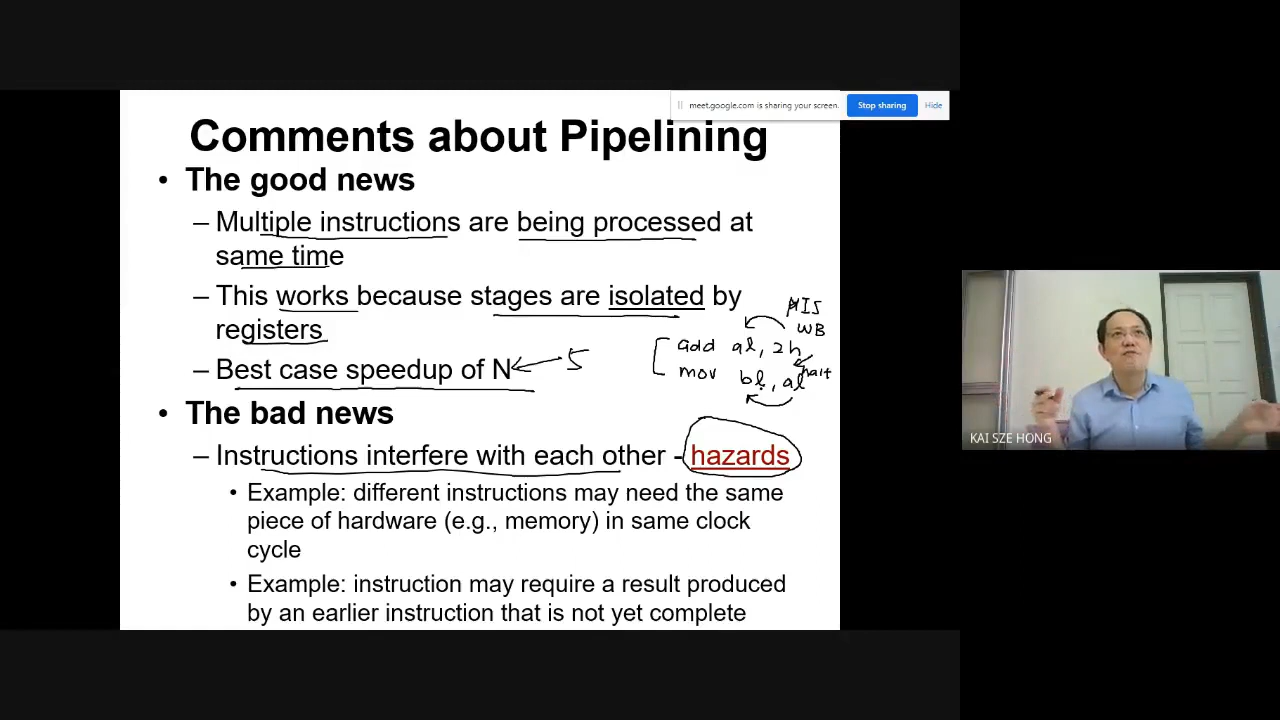 meet.google.com is sharing your screen.
Stop sharing
Hide
Comments about Pipelining
• The good news
– Multiple instructions are being processed at
same time
– This works because stages are isolated by
registers
– Best case speedup of N
5
WB
add al, 2h
mov bl, al
• The bad news
– Instructions interfere with each other - hazards
• Example: different instructions may need the same
piece of hardware (e.g., memory) in same clock
cycle
• Example: instruction may require a result produced
by an earlier instruction that is not yet complete
KAI SZE HONG